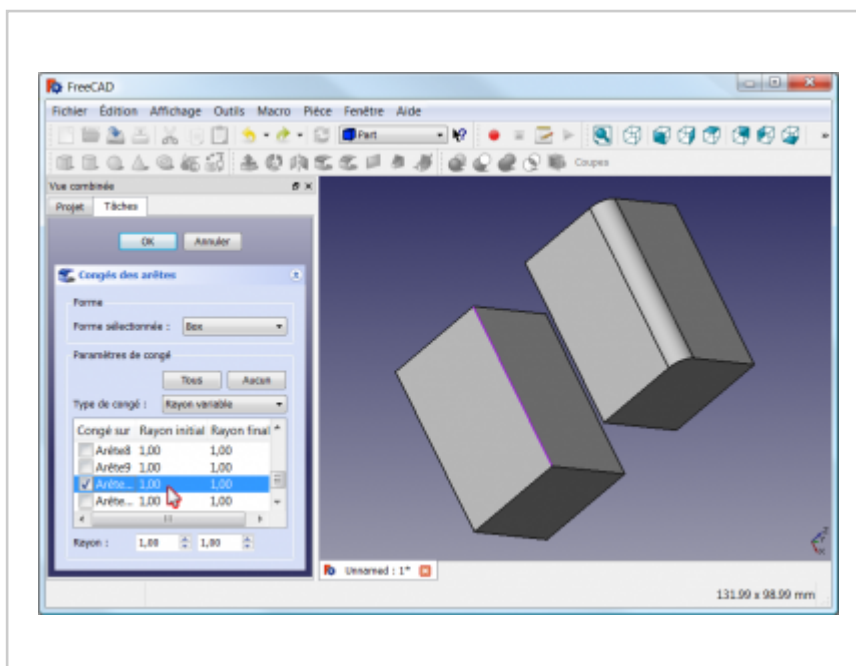 FreeCAD
Fichier Édition Affichage Outils Macro Pièce Fenêtre Aide
Part
Coupes
Vue combinée
Projet Tâches
OK Annuler
Congés des arêtes
Forme
Forme sélectionnée : Box
Paramètres de congé
Tous Aucun
Type de congé : Rayon variable
Congé sur Rayon initial Rayon final
Arête8 1,00 1,00
Arête9 1,00 1,00
Arête... 1,00 1,00
Arête... 1,00 1,00
Rayon : 1,00 1,00
Unnamed : 1*
131.99 x 98.99 mm